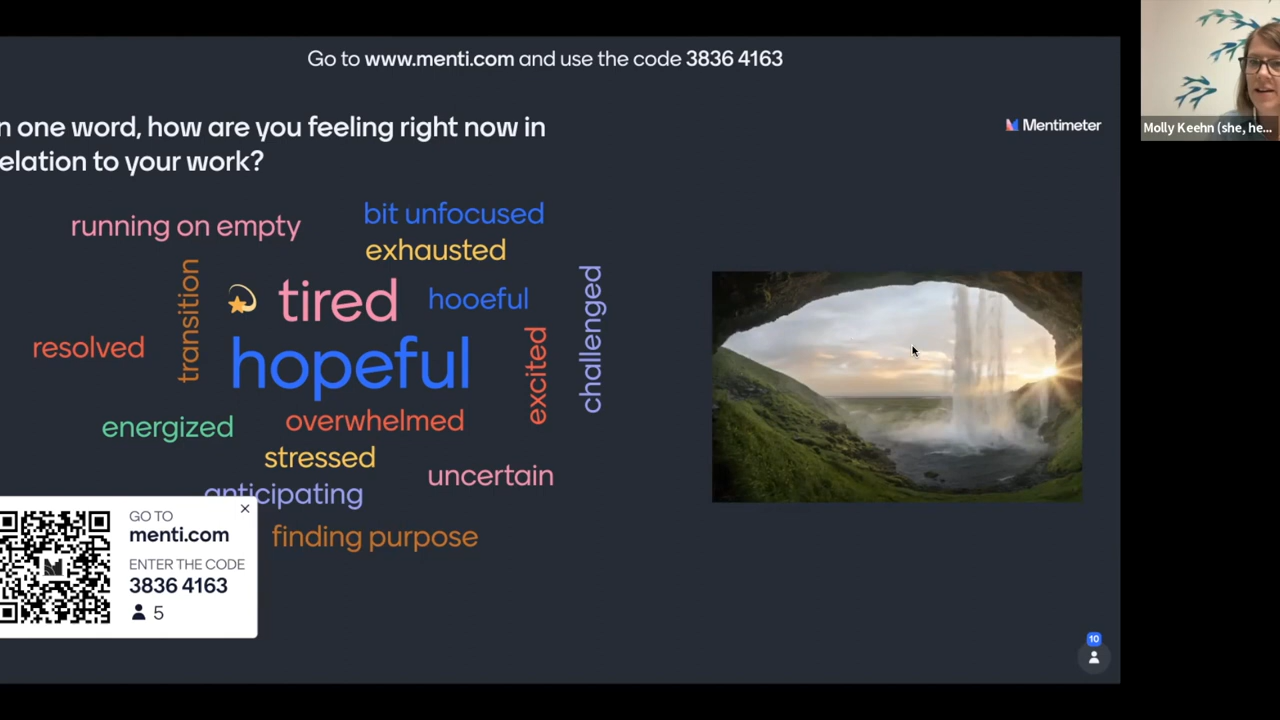 Go to www.menti.com and use the code 3836 4163
n one word, how are you feeling right now in
elation to your work?
Mentimeter
Molly Keehn (she, he...
running on empty
bit unfocused
exhausted
transition
tired
hooeful
challenged
resolved
hopeful
excited
energized
overwhelmed
stressed
uncertain
anticipating
finding purpose
GO TO
menti.com
ENTER THE CODE
3836 4163
5
10